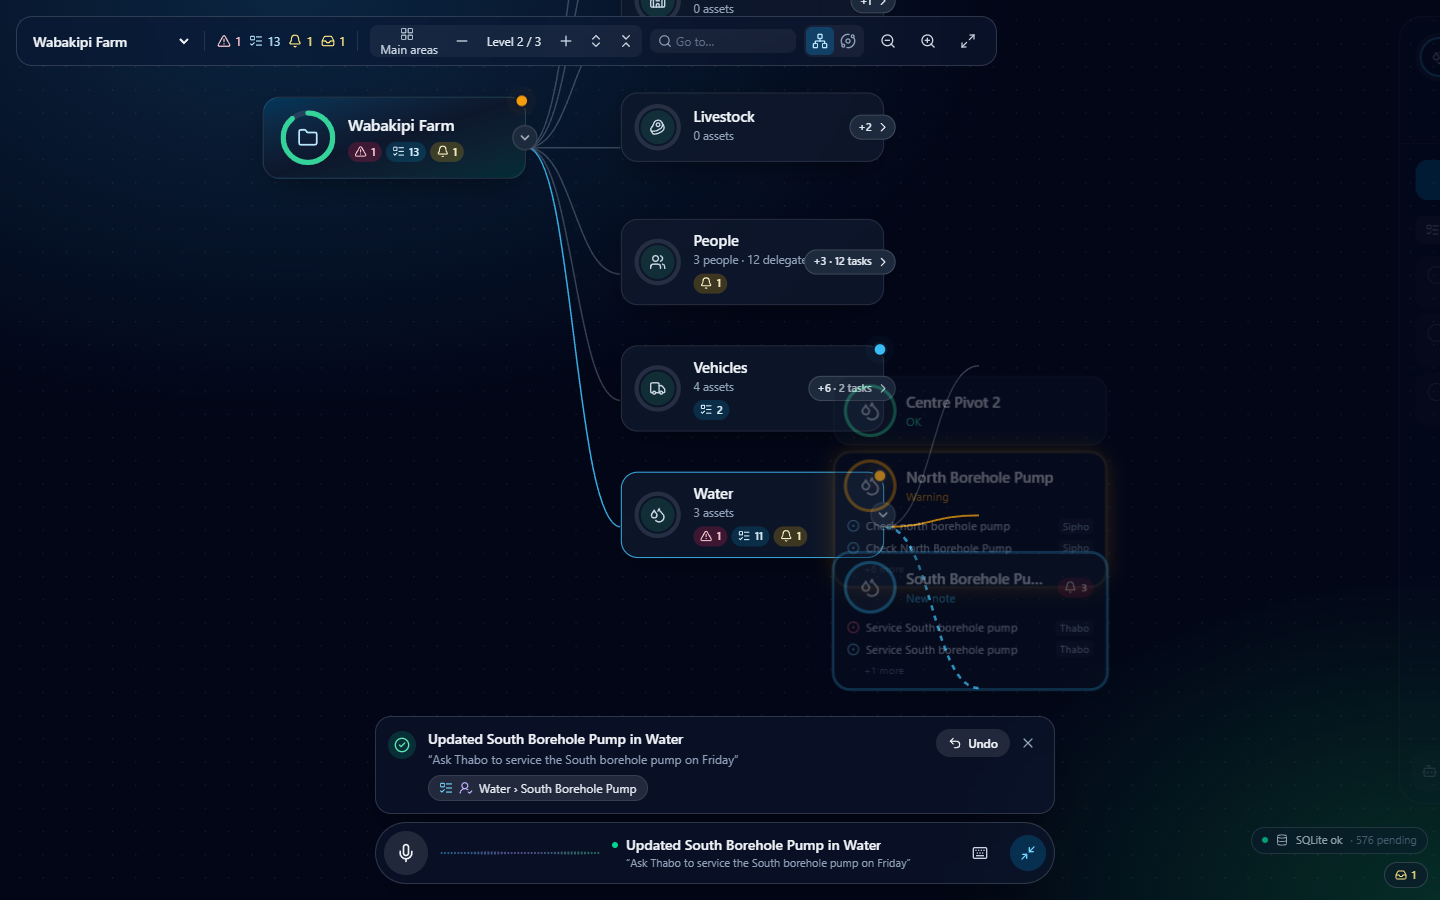 0 assets
+1
Wabakipi Farm
1
13
1
1
Main areas
Level 2 / 3
Go to...
Wabakipi Farm
1
13
1
Livestock
0 assets
+2
People
3 people · 12 delegate
+3 · 12 tasks
1
Vehicles
4 assets
+6 · 2 tasks
2
Centre Pivot 2
OK
North Borehole Pump
Warning
Check north borehole pump
Sipho
Check North Borehole Pump
Sipho
Water
3 assets
1
11
1
South Borehole Pu...
New note
3
Service South borehole pump
Thabo
Service South borehole pump
Thabo
+1 more
Updated South Borehole Pump in Water
“Ask Thabo to service the South borehole pump on Friday”
Undo
Water › South Borehole Pump
Updated South Borehole Pump in Water
“Ask Thabo to service the South borehole pump on Friday”
SQLite ok · 576 pending
1